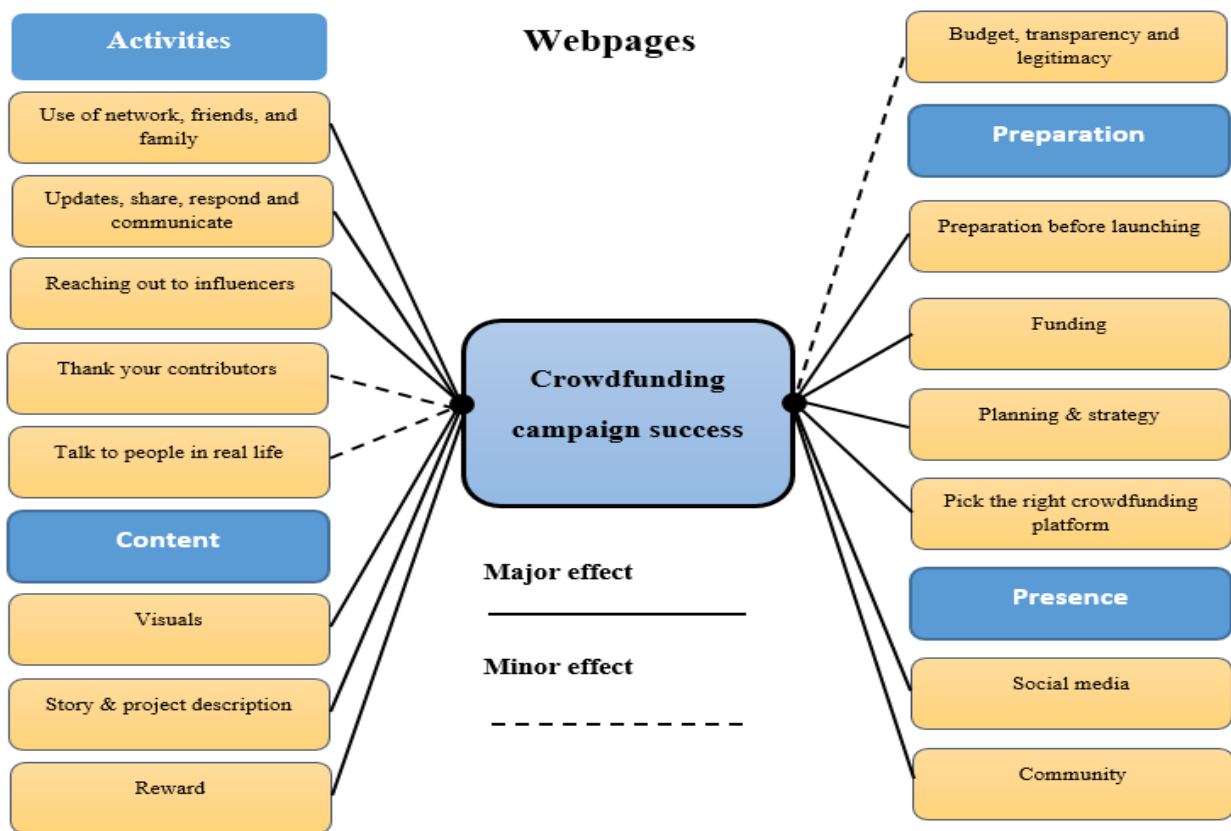 Activities
Use of network, friends, and
family
Updates, share, respond and
communicate
Reaching out to influencers
Thank your contributors
Talk to people in real life
Content
Visuals
Story & project description
Reward
Webpages
Crowdfunding
campaign success
Major effect
Minor effect
Budget, transparency and
legitimacy
Preparation
Preparation before launching
Funding
Planning & strategy
Pick the right crowdfunding
platform
Presence
Social media
Community